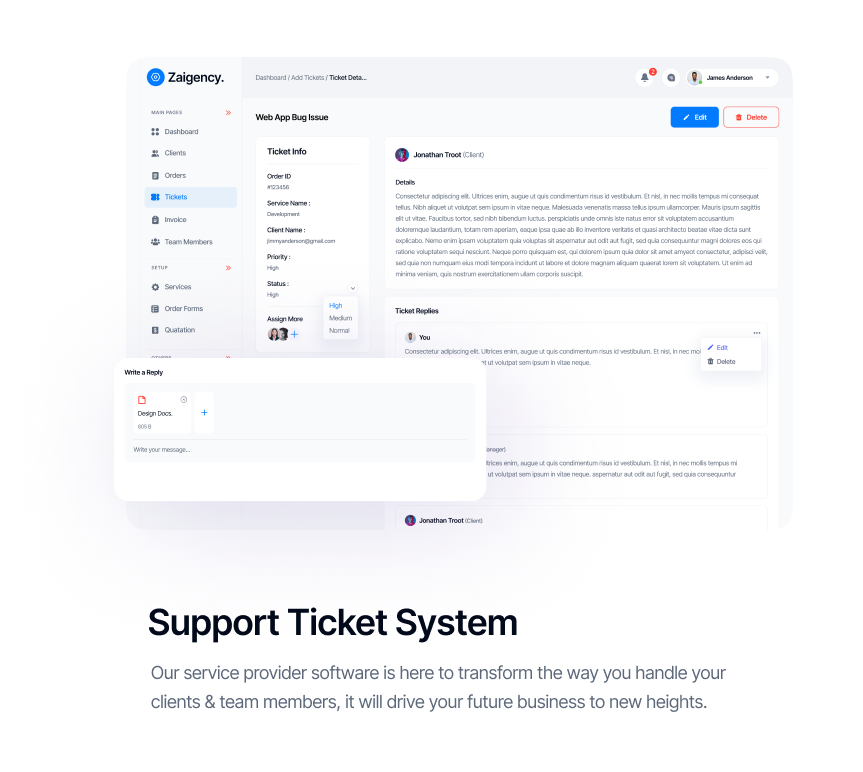 Zaigency.
Dashboard / Add Tickets / Ticket Deta...
2
James Anderson
MAIN PAGES
Dashboard
Clients
Orders
Tickets
Invoice
Team Members
SETUP
Services
Order Forms
Quatation
Web App Bug Issue
Edit
Delete
Ticket Info
Order ID
#123456
Service Name :
Development
Client Name :
jimmyanderson@gmail.com
Priority :
High
Status :
High
High
Medium
Normal
Assign More
Jonathan Troot (Client)
Details
Consectetur adipiscing elit. Ultrices enim, augue ut quis condimentum risus id vestibulum. Et nisl, in nec mollis tempus mi consequat
tellus. Nibh aliquet ut volutpat sem ipsum in vitae neque. Malesuada venenatis massa tellus ipsum ullamcorper. Mauris ipsum sagittis
elit ut vitae. Faucibus tortor, sed nibh bibendum luctus. perspiciatis unde omnis iste natus error sit voluptatem accusantium
doloremque laudantium, totam rem aperiam, eaque ipsa quae ab illo inventore veritatis et quasi architecto beatae vitae dicta sunt
explicabo. Nemo enim ipsam voluptatem quia voluptas sit aspernatur aut odit aut fugit, sed quia consequuntur magni dolores eos qui
ratione voluptatem sequi nesciunt. Neque porro quisquam est, qui dolorem ipsum quia dolor sit amet amyeot consectetur, adipisci velit,
sed quia non numquam eius modi tempora incidunt ut labore et dolore magnam aliquam quaerat lorem sit voluptatem. Ut enim ad
minima veniam, quis nostrum exercitationem ullam corporis suscipit.
Ticket Replies
You
Consectetur adipiscing elit. Ultrices enim, augue ut quis condimentum risus id vestibulum. Et nisl, in nec mo
ut volutpat sem ipsum in vitae neque.
Edit
Delete
anager)
ltrices enim, augue ut quis condimentum risus id vestibulum. Et nisl, in nec mollis tempus mi
ut volutpat sem ipsum in vitae neque. aspernatur aut odit aut fugit, sed quia consequuntur
Jonathan Troot (Client)
Write a Reply
Design Docs.
805 B
Write your message...
Support Ticket System
Our service provider software is here to transform the way you handle your
clients & team members, it will drive your future business to new heights.